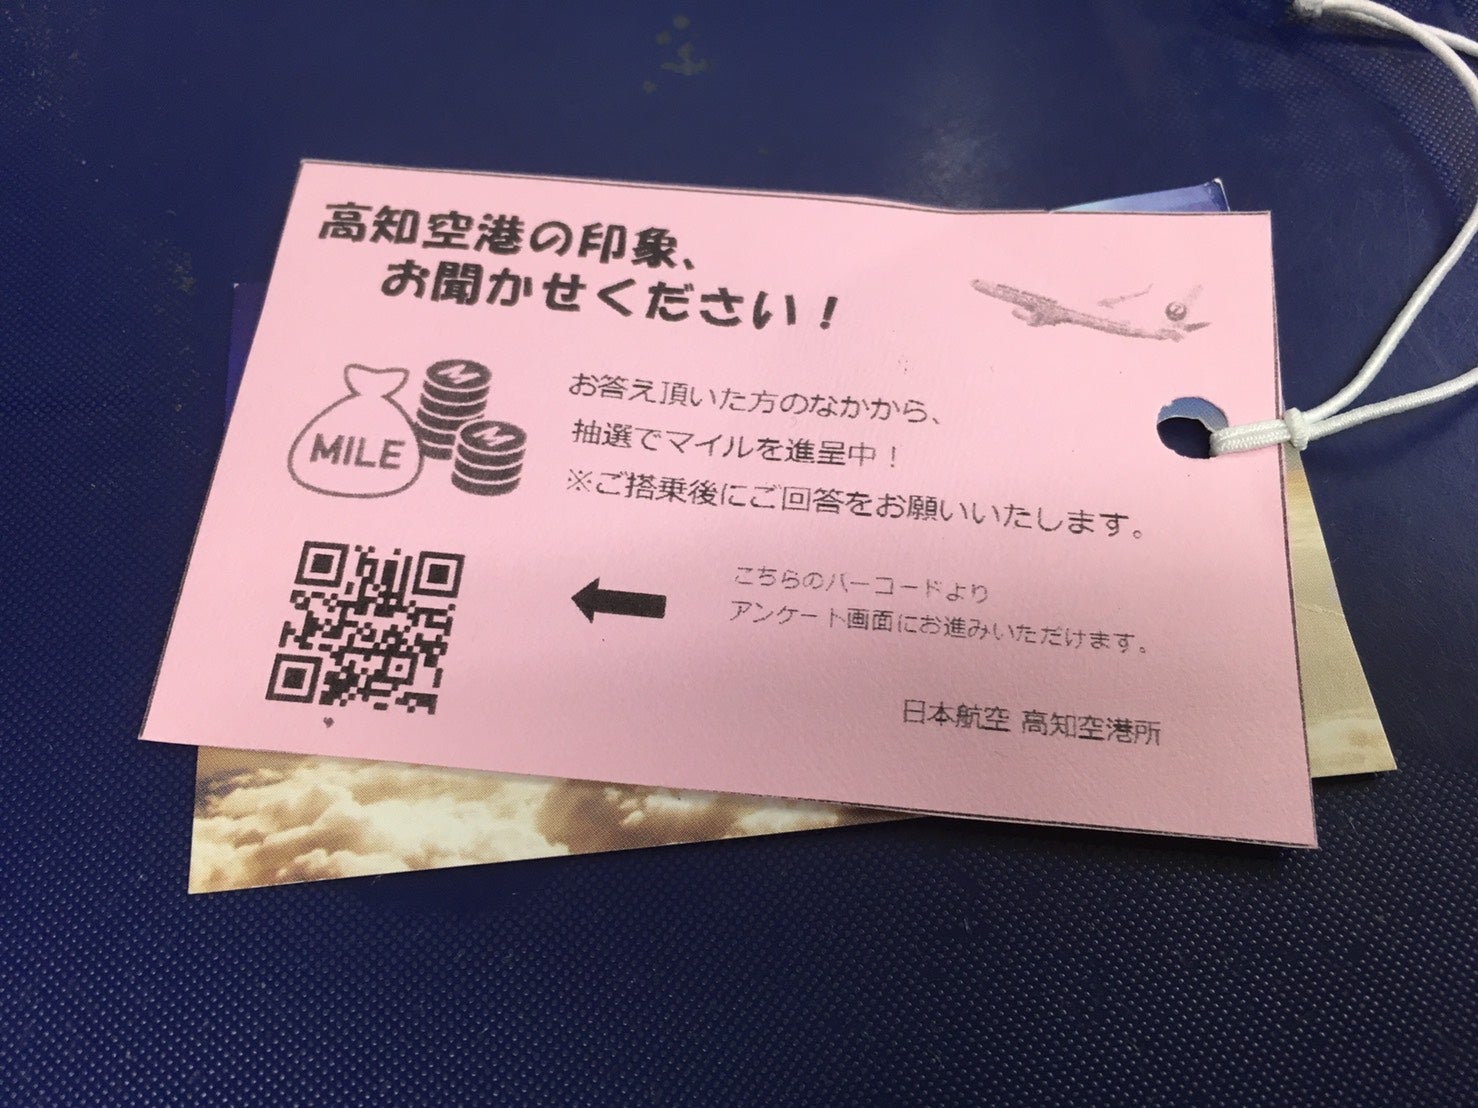 高知空港の印象、
お聞かせください！
MILE
お答え頂いた方のなかから、
抽選でマイルを進呈中！
※ご搭乗後にご回答をお願いいたします。
こちらのバーコードより
アンケート画面にお進みいただけます。
日本航空 高知空港所